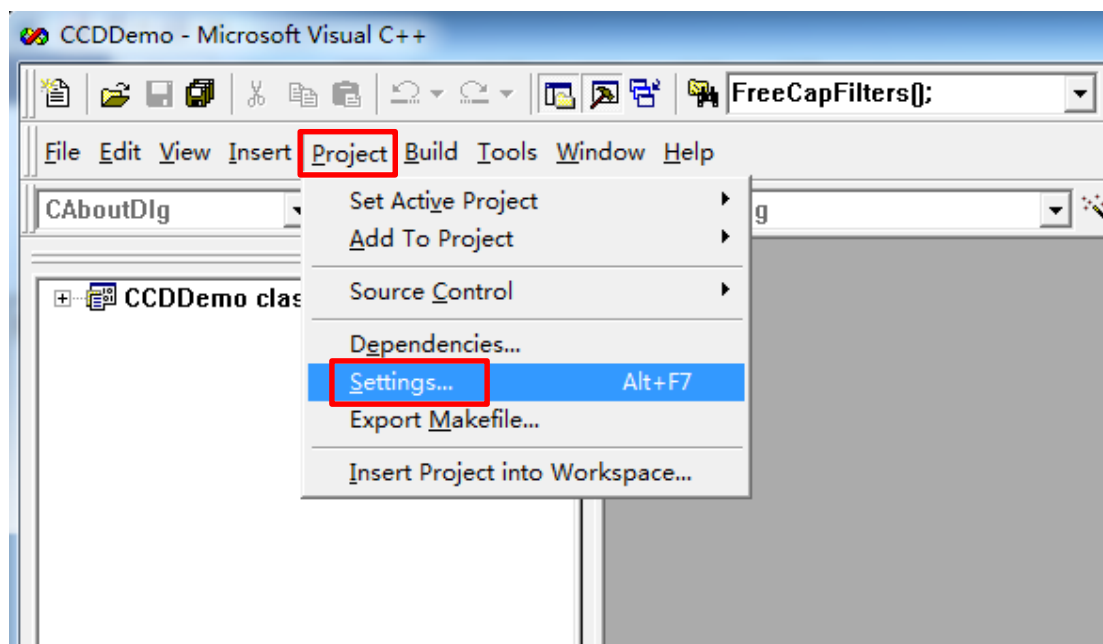 CCDDemo - Microsoft Visual C++
FreeCapFilters();
File Edit View Insert Project Build Tools Window Help
CAboutDlg
g
Set Active Project
Add To Project
Source Control
CCDDemo clas
Dependencies...
Settings... Alt+F7
Export Makefile...
Insert Project into Workspace...